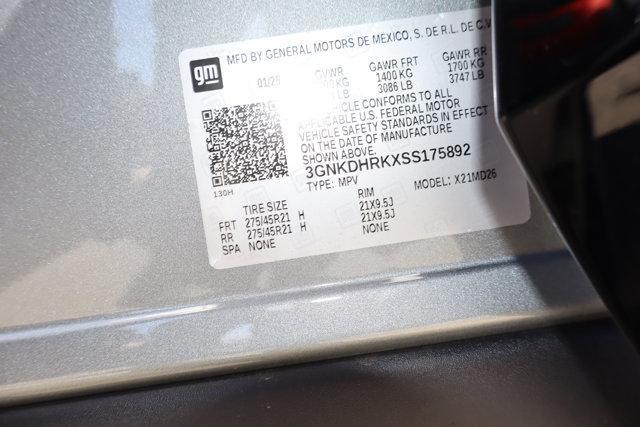 gm
MFD BY GENERAL MOTORS DE MEXICO, S. DE R.L. DE C.V
01/25 GVWR GAWR FRT GAWR RR
KG 1400 KG 1700 KG
LB 3086 LB 3747 LB
VEHICLE CONFORMS TO ALL
APPLICABLE U.S. FEDERAL MOTOR
VEHICLE SAFETY STANDARDS IN EFFECT
ON THE DATE OF MANUFACTURE
SHOWN ABOVE.
3GNKDHRKXSS175892
130H
TYPE: MPV MODEL: X21MD26
TIRE SIZE RIM
FRT 275/45R21 H 21X9.5J
RR 275/45R21 H 21X9.5J
SPA NONE NONE